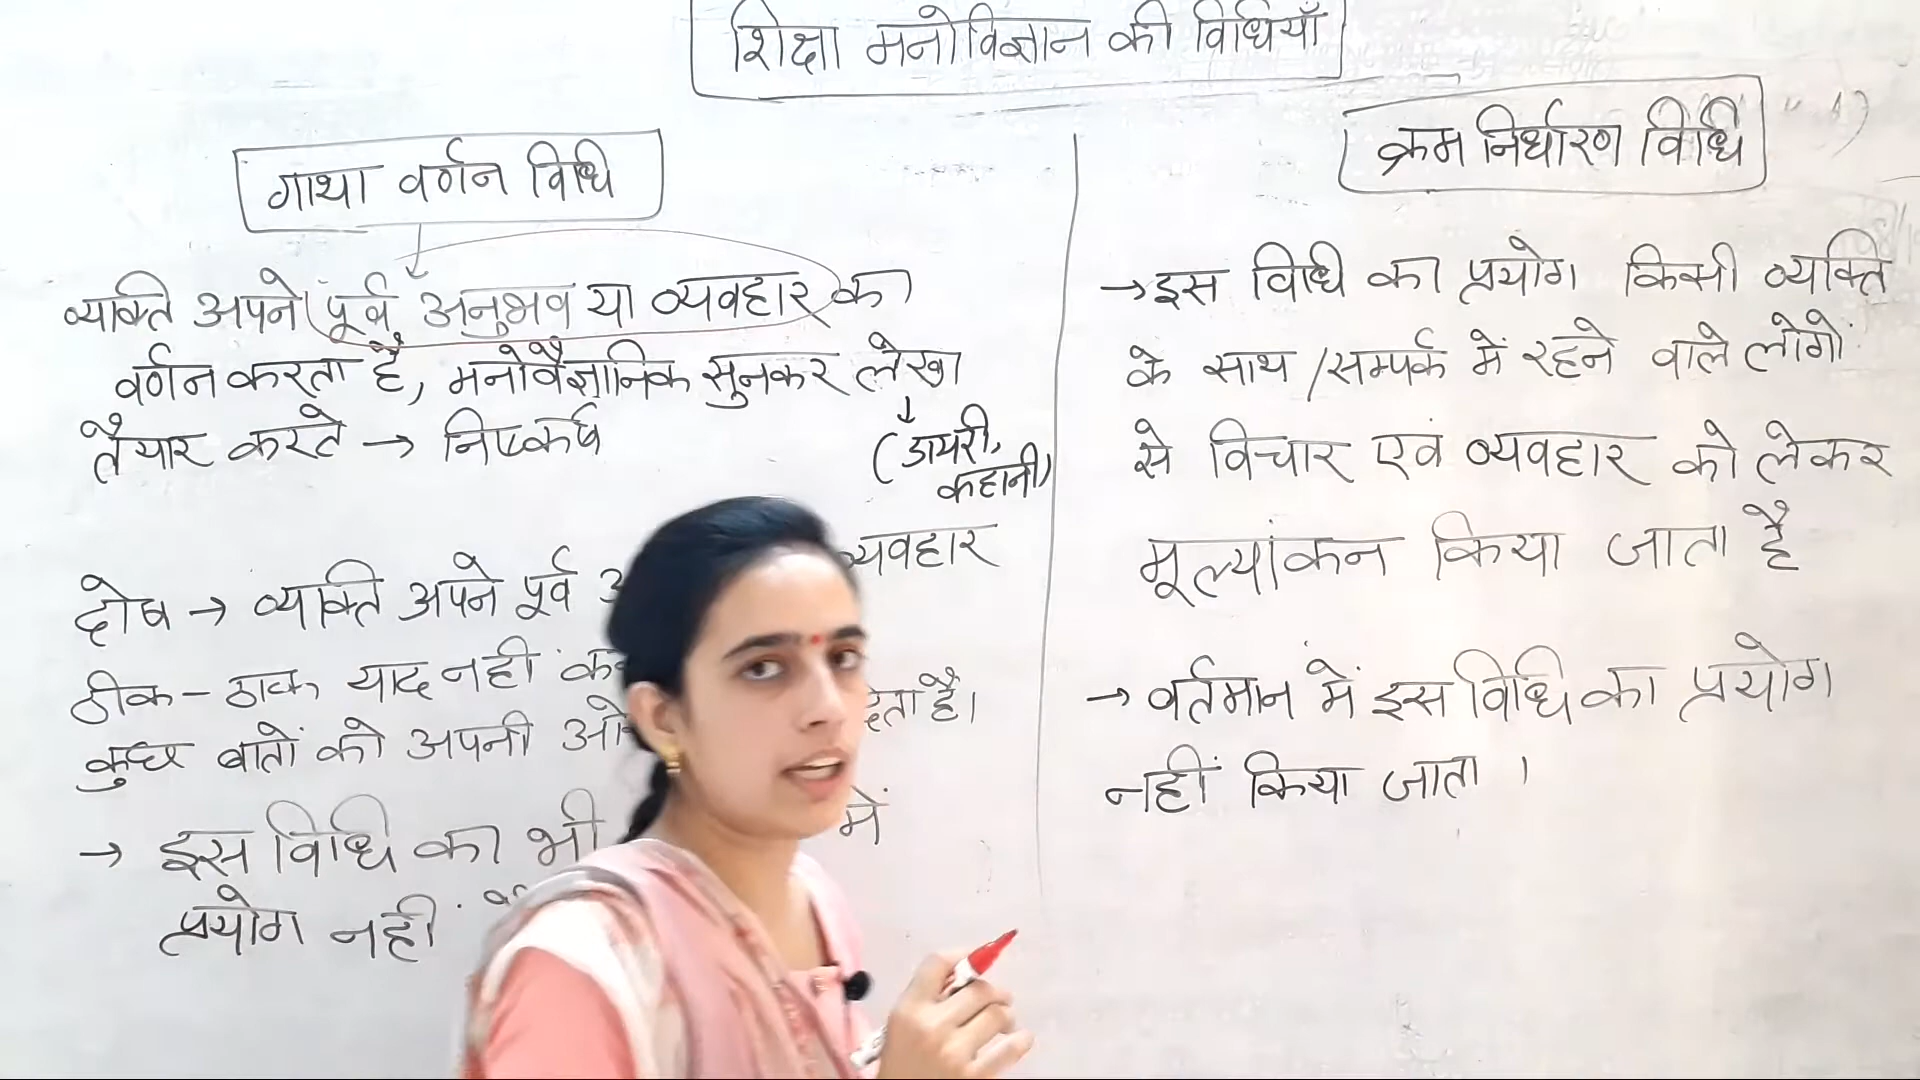 शिक्षा मनोविज्ञान की विधियाँ
गाथा वर्णन विधि
व्यक्ति अपने पूर्व अनुभव या व्यवहार का
वर्णन करता है, मनोवैज्ञानिक सुनकर लेखा
तैयार करते → निष्कर्ष
(डायरी,
कहानी)
दोष → व्यक्ति अपने पूर्व व्यवहार
ठीक-ठाक याद नहीं
कुछ बातों को अपनी है।
→ इस विधि का भी में
प्रयोग नहीं
क्रम निर्धारण विधि
→ इस विधि का प्रयोग किसी व्यक्ति
के साथ/सम्पर्क में रहने वाले लोगों
से विचार एवं व्यवहार को लेकर
मूल्यांकन किया जाता है
→ वर्तमान में इस विधि का प्रयोग
नहीं किया जाता।